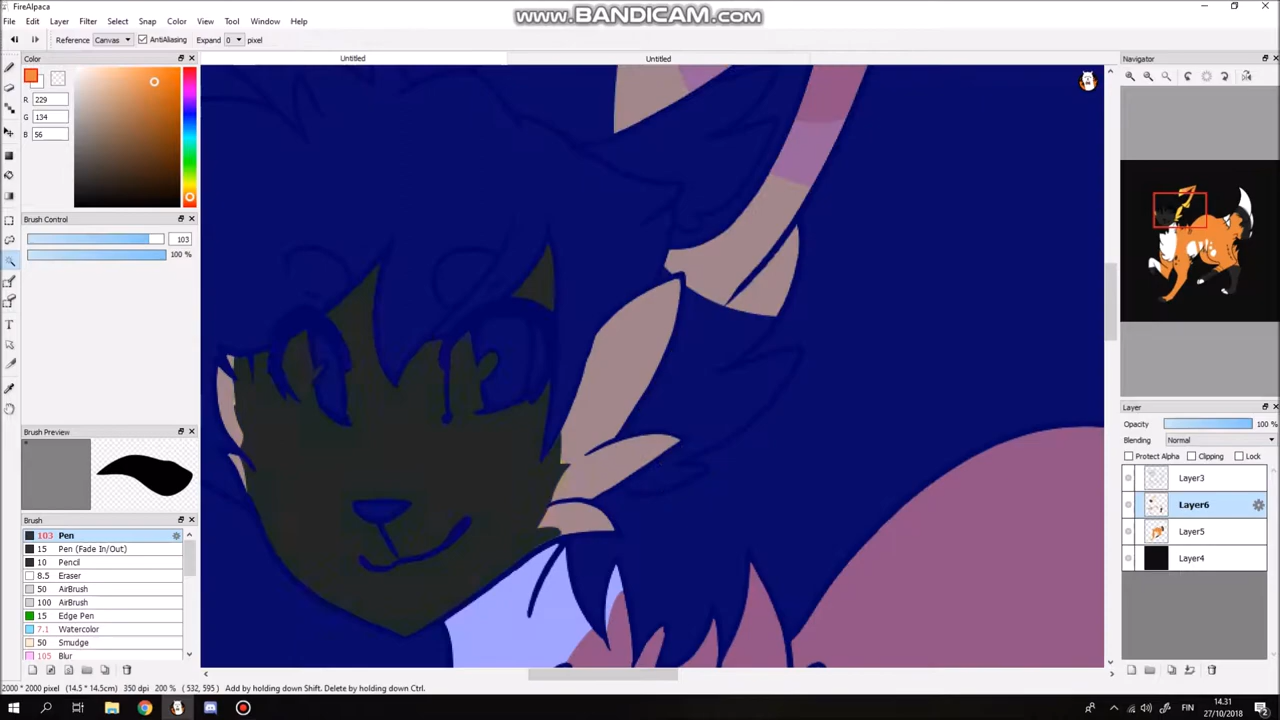 FireAlpaca
www.BANDICAM.com
File Edit Layer Filter Select Snap Color View Tool Window Help
Reference Canvas AntiAliasing Expand 0 pixel
Color
Untitled
Untitled
Navigator
R 229
G 134
B 56
Brush Control
103
100 %
Brush Preview
Brush
103 Pen
15 Pen (Fade In/Out)
10 Pencil
8.5 Eraser
50 AirBrush
100 AirBrush
15 Edge Pen
7.1 Watercolor
50 Smudge
105 Blur
Layer
Opacity 100 %
Blending Normal
Protect Alpha Clipping Lock
Layer3
Layer6
Layer5
Layer4
2000 * 2000 pixel (14.5 * 14.5cm) 350 dpi 200 % ( 532, 595 ) Add by holding down Shift. Delete by holding down Ctrl.
FIN
14.31
27/10/2018
2